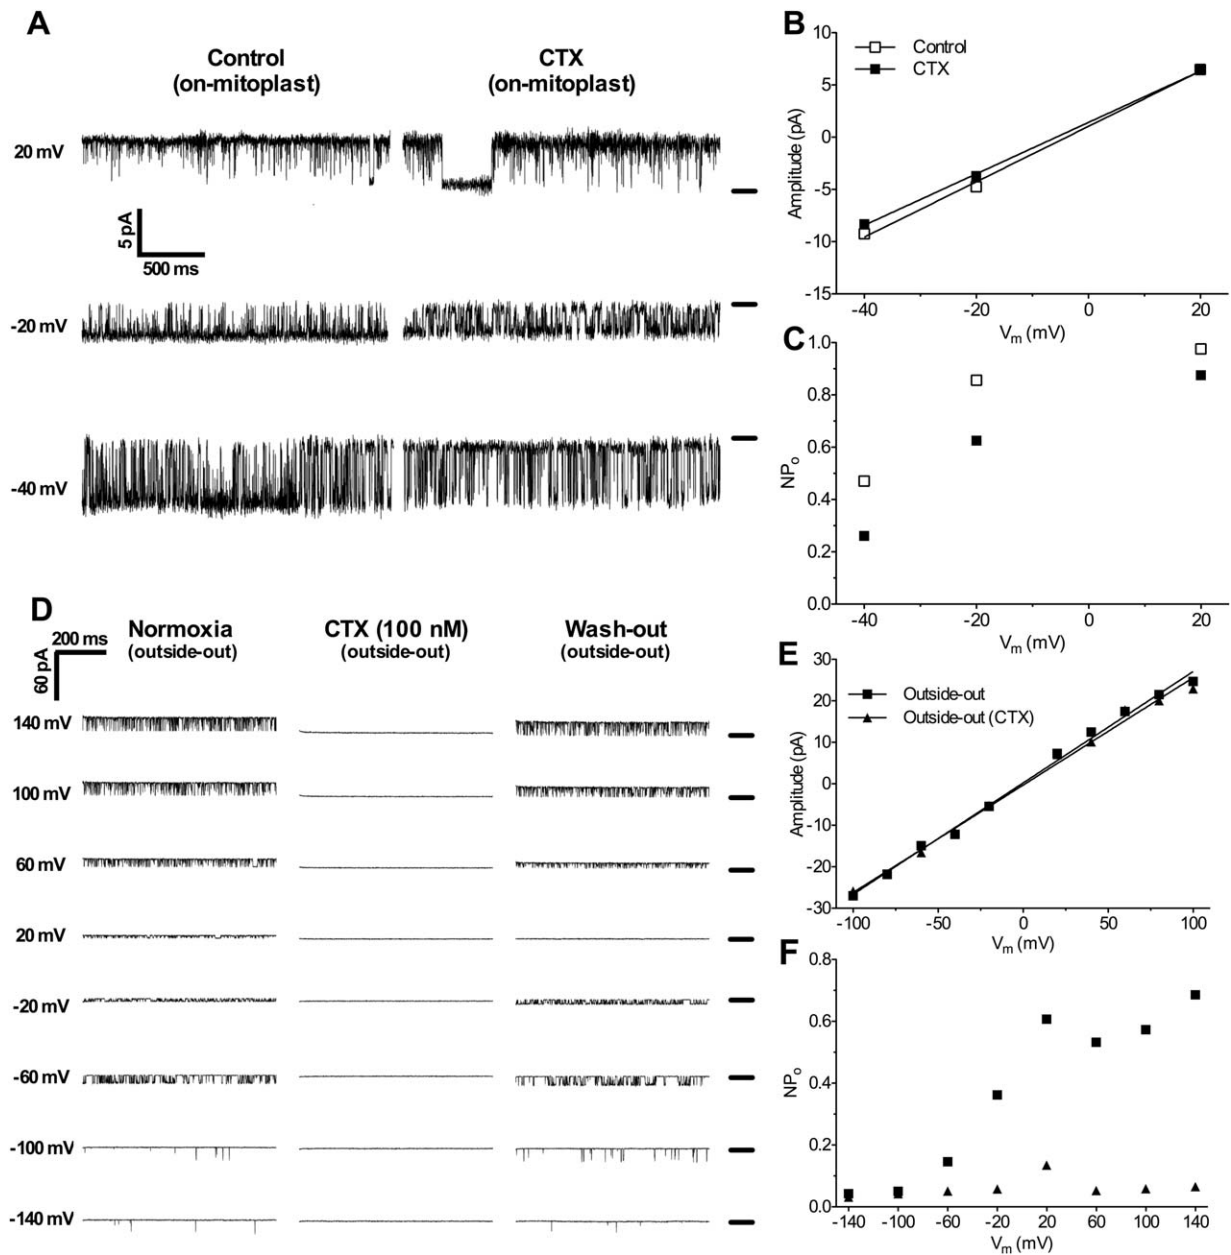 A
Control
(on-mitoplast)
CTX
(on-mitoplast)
20 mV
5 pA
500 ms
-20 mV
-40 mV
B
Control
CTX
10
5
0
-5
-10
-15
Amplitude (pA)
-40
-20
0
20
Vm (mV)
C
1.0
0.8
0.6
0.4
0.2
0.0
NPo
-40
-20
0
20
Vm (mV)
D
200 ms
60 pA
Normoxia
(outside-out)
CTX (100 nM)
(outside-out)
Wash-out
(outside-out)
140 mV
100 mV
60 mV
20 mV
-20 mV
-60 mV
-100 mV
-140 mV
E
Outside-out
Outside-out (CTX)
30
20
10
0
-10
-20
-30
Amplitude (pA)
-100
-50
0
50
100
Vm (mV)
F
0.8
0.6
0.4
0.2
0.0
NPo
-140
-100
-60
-20
20
60
100
140
Vm (mV)